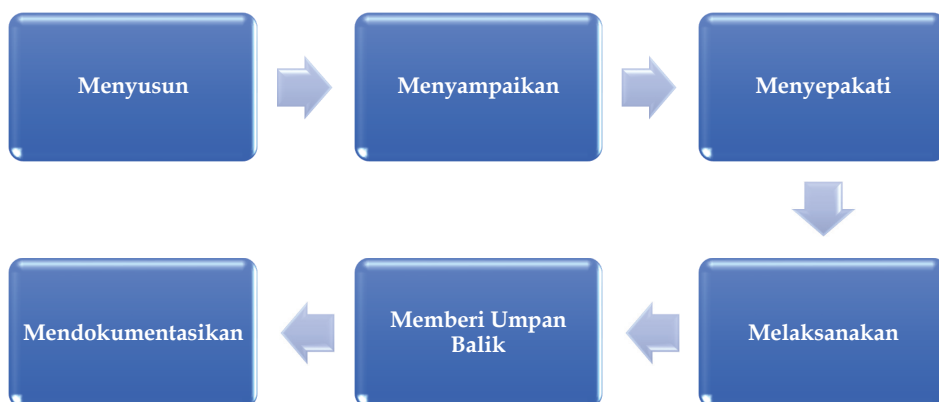 Menyusun
Menyampaikan
Menyepakati
Melaksanakan
Memberi Umpan
Balik
Mendokumentasikan